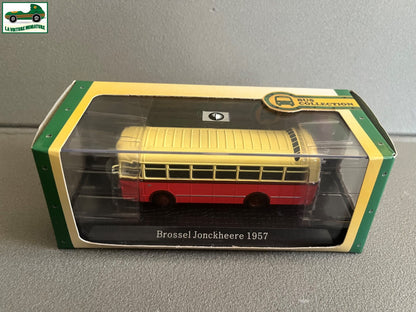 LA VOITURE MINIATURE
BUS
COLLECTION
Brossel Jonckheere 1957